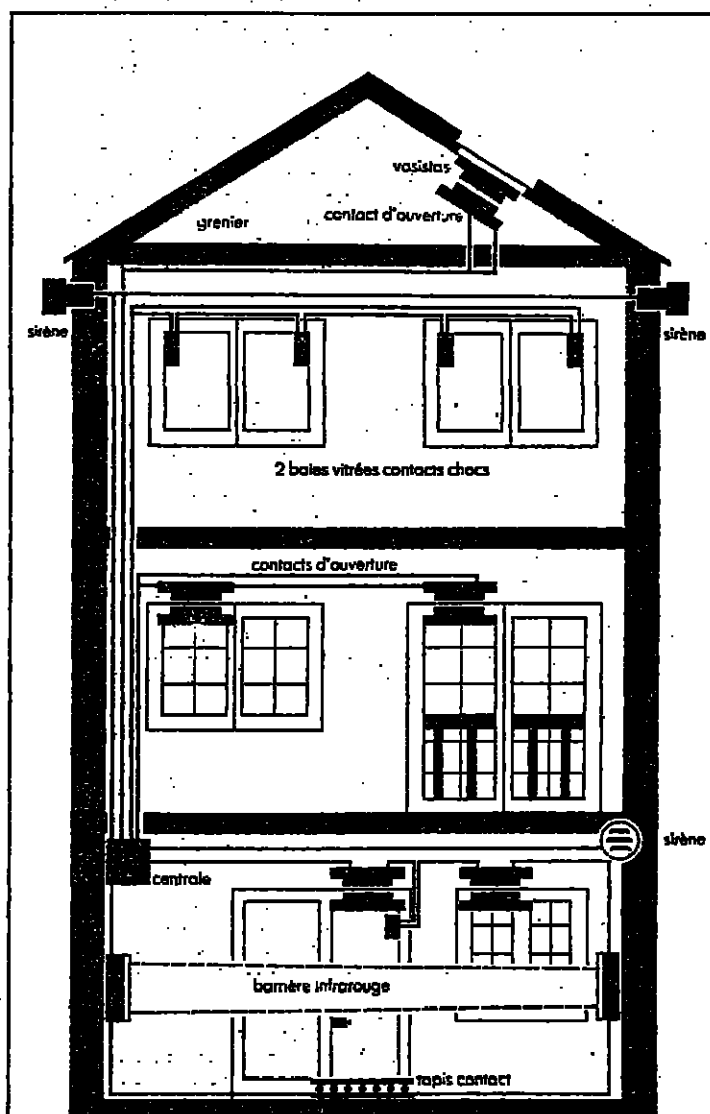 vasistas
grenier
contact d'ouverture
sirène
sirène
2 baies vitrées contacts chocs
contacts d'ouverture
sirène
centrale
barrière infrarouge
tapis contact